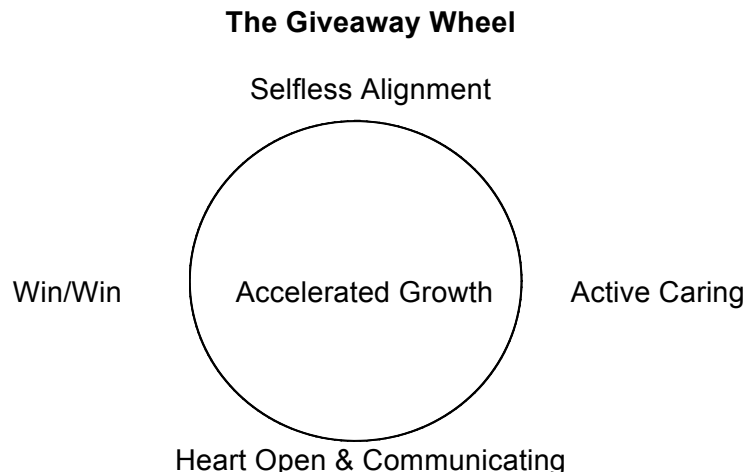 The Giveaway Wheel
Selfless Alignment
Win/Win Accelerated Growth Active Caring
Heart Open & Communicating